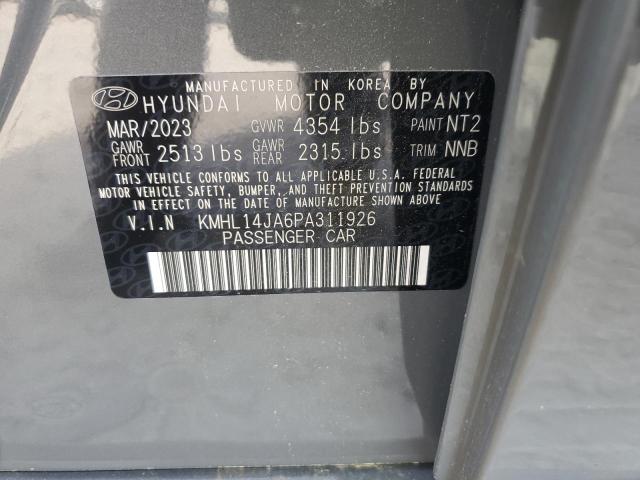 MANUFACTURED IN KOREA BY
HYUNDAI MOTOR COMPANY
MAR/2023 GVWR 4354 lbs PAINT NT2
GAWR FRONT 2513 lbs GAWR REAR 2315 lbs TRIM NNB
THIS VEHICLE CONFORMS TO ALL APPLICABLE U.S.A. FEDERAL
MOTOR VEHICLE SAFETY, BUMPER, AND THEFT PREVENTION STANDARDS
IN EFFECT ON THE DATE OF MANUFACTURE SHOWN ABOVE
V.I.N KMHL14JA6PA311926
PASSENGER CAR